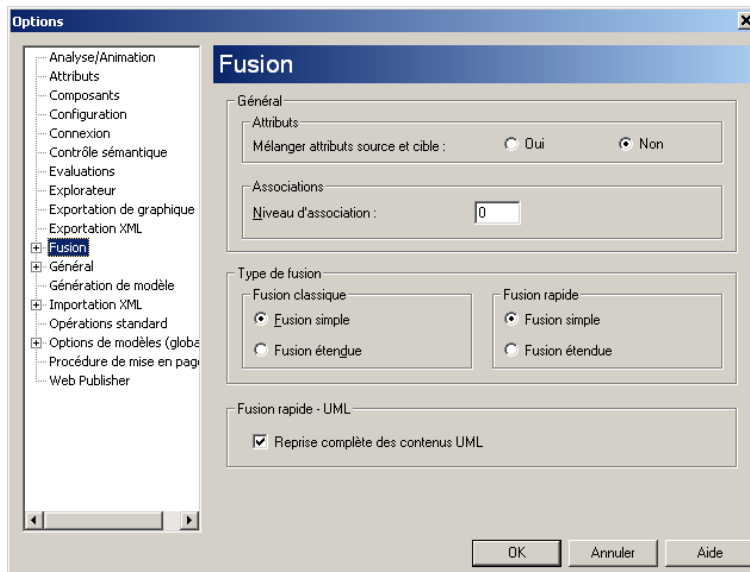 Options
Analyse/Animation
Attributs
Composants
Configuration
Connexion
Contrôle sémantique
Evaluations
Explorateur
Exportation de graphique
Exportation XML
Fusion
Général
Génération de modèle
Importation XML
Opérations standard
Options de modèles (globa
Procédure de mise en pag
Web Publisher
Fusion
Général
Attributs
Mélanger attributs source et cible : Oui Non
Associations
Niveau d'association : 0
Type de fusion
Fusion classique
Fusion simple
Fusion étendue
Fusion rapide
Fusion simple
Fusion étendue
Fusion rapide - UML
Reprise complète des contenus UML
OK Annuler Aide